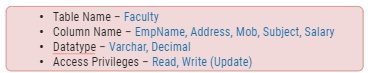 • Table Name – Faculty
• Column Name – EmpName, Address, Mob, Subject, Salary
• Datatype – Varchar, Decimal
• Access Privileges – Read, Write (Update)